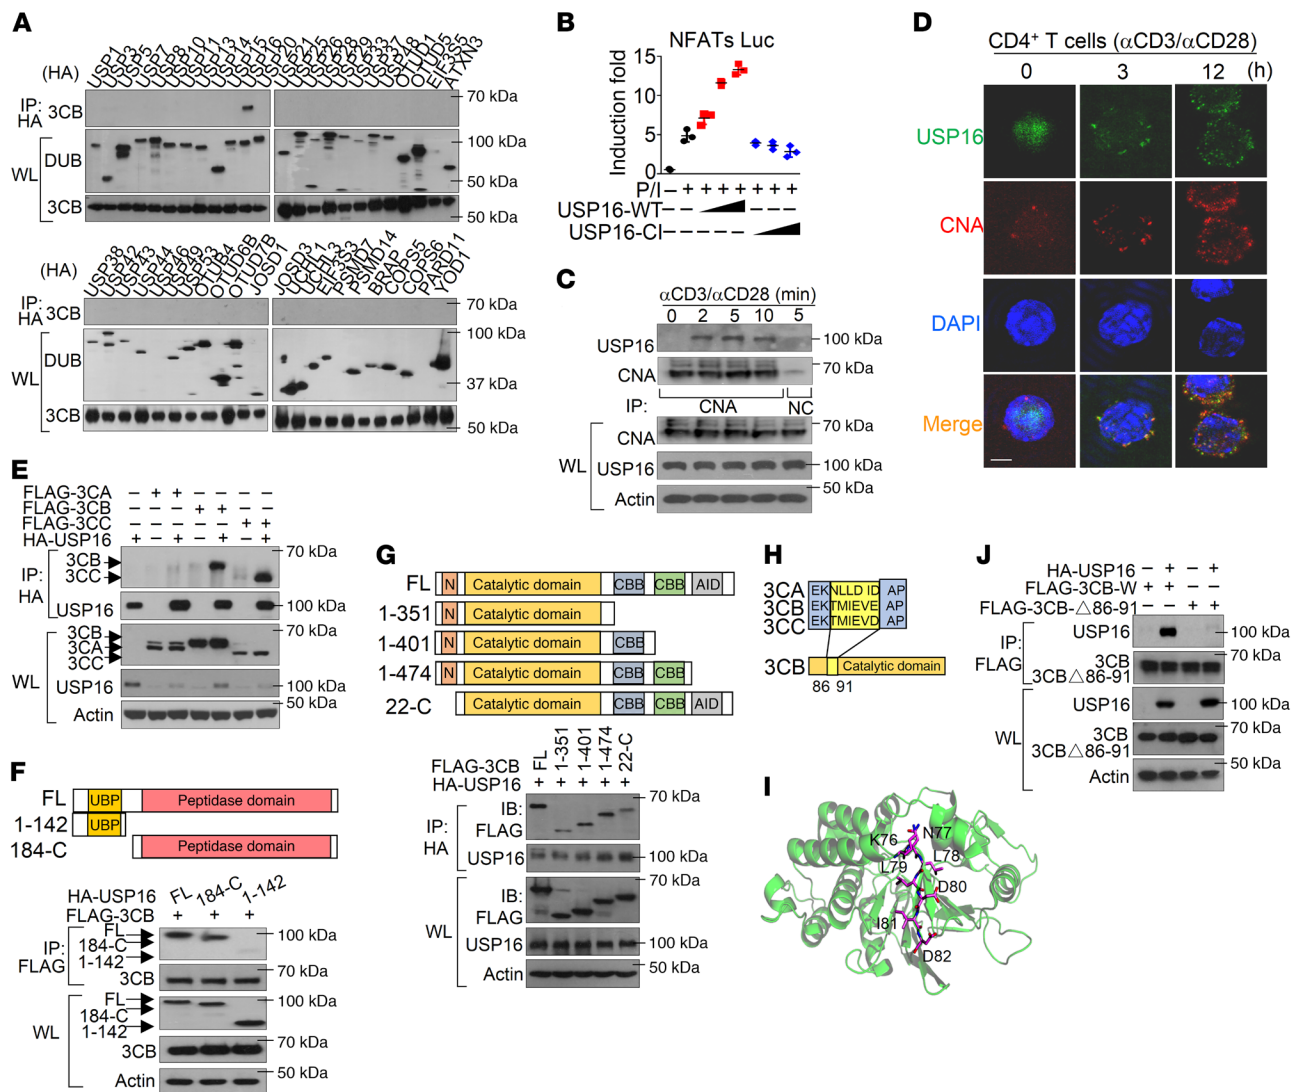 A
(HA)
USP1
USP3
USP5
USP7
USP8
USP10
USP11
USP13
USP14
USP15
USP16
USP20
USP21
USP25
USP26
USP28
USP29
USP33
USP37
USP48
OTUD1
OTUD5
EIF3S5
ATXN3
IP:
HA
3CB
70 kDa
WL
DUB
100 kDa
50 kDa
3CB
50 kDa
(HA)
USP38
USP42
USP43
USP44
USP46
USP49
USP53
OTUB4
OTUD6B
OTUD7B
JOSD1
JOSD3
UCHL1
UCHL3
EIF3S3
PSMD7
PSMD14
BRAP
COPS5
COPS6
PARP11
YOD1
IP:
HA
3CB
70 kDa
WL
DUB
100 kDa
37 kDa
3CB
50 kDa
B
NFATs Luc
Induction fold
15
10
5
0
P/I – + + + + + + +
USP16-WT
USP16-CI
C
αCD3/αCD28 (min)
0 2 5 10 5
USP16
100 kDa
CNA
70 kDa
IP: CNA NC
WL
CNA
70 kDa
USP16
100 kDa
50 kDa
Actin
D
CD4⁺ T cells (αCD3/αCD28)
0 3 12 (h)
USP16
CNA
DAPI
Merge
E
FLAG-3CA – + + – – – –
FLAG-3CB – – – + + – –
FLAG-3CC – – – – – + +
HA-USP16 + – + – + – +
IP:
HA
3CB
3CC
70 kDa
USP16
100 kDa
WL
3CB
3CA
3CC
70 kDa
USP16
100 kDa
50 kDa
Actin
F
FL UBP Peptidase domain
1-142 UBP
184-C Peptidase domain
HA-USP16 FL 184-C 1-142
FLAG-3CB + + +
IP:
FLAG
FL
184-C
1-142
100 kDa
3CB
70 kDa
WL
FL
184-C
1-142
100 kDa
3CB
70 kDa
Actin
50 kDa
G
FL N Catalytic domain CBB CBB AID
1-351 N Catalytic domain
1-401 N Catalytic domain CBB
1-474 N Catalytic domain CBB CBB
22-C Catalytic domain CBB CBB AID
FLAG-3CB FL 1-351 1-401 1-474 22-C
HA-USP16 + + + + +
IP:
HA
IB:
FLAG
70 kDa
USP16
100 kDa
WL
IB:
FLAG
70 kDa
USP16
100 kDa
Actin
50 kDa
H
3CA EK NLLD ID AP
3CB EK TMIEVE AP
3CC EK TMIEVD AP
3CB Catalytic domain
86 91
I
K76
N77
L78
L79
D80
I81
D82
J
HA-USP16 – + – +
FLAG-3CB-W + + – –
FLAG-3CB-△86-91 – – + +
IP:
FLAG
USP16
100 kDa
3CB
3CB△86-91
70 kDa
WL
USP16
100 kDa
3CB
3CB△86-91
70 kDa
Actin
50 kDa